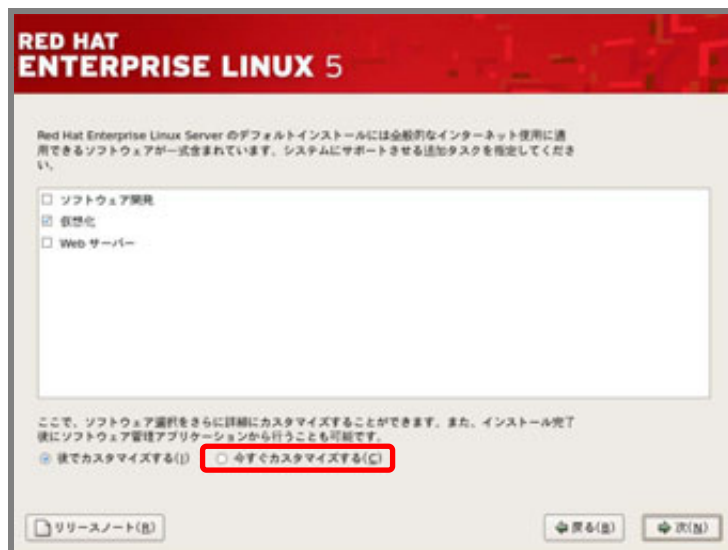 RED HAT
ENTERPRISE LINUX 5
Red Hat Enterprise Linux Server のデフォルトインストールには全般的なインターネット使用に適
用できるソフトウェアが一式含まれています。システムにサポートさせる追加タスクを指定してくださ
い。
ソフトウェア開発
仮想化
Web サーバー
ここで、ソフトウェア選択をさらに詳細にカスタマイズすることができます。また、インストール完了
後にソフトウェア管理アプリケーションから行うことも可能です。
後でカスタマイズする(l) 今すぐカスタマイズする(C)
リリースノート(R) 戻る(B) 次(N)